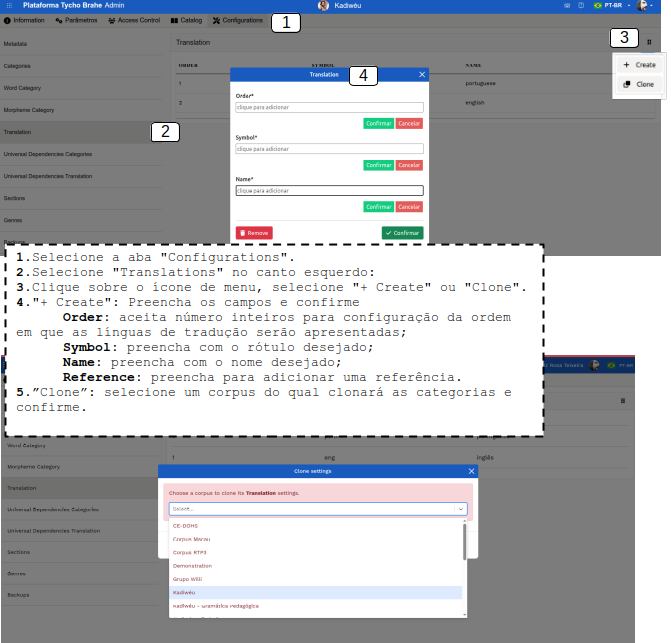 Plataforma Tycho Brahe Admin
Kadiwéu
PT-BR
Information
Parâmetros
Access Control
Catalog
Configurations
1
3
Metadata
Categories
Word Category
Morpheme Category
Translation
2
Universal Dependencies Categories
Universal Dependencies Translation
Sections
Genres
Backups
Translation
ORDER
SYMBOL
NAME
1
portuguese
2
english
+ Create
Clone
Translation
4
Order*
clique para adicionar
Confirmar
Cancelar
Symbol*
clique para adicionar
Confirmar
Cancelar
Name*
clique para adicionar
Confirmar
Cancelar
Remove
Confirmar
1.Selecione a aba "Configurations".
2.Selecione "Translations" no canto esquerdo:
3.Clique sobre o ícone de menu, selecione "+ Create" ou "Clone".
4."+ Create": Preencha os campos e confirme
Order: aceita número inteiros para configuração da ordem
em que as línguas de tradução serão apresentadas;
Symbol: preencha com o rótulo desejado;
Name: preencha com o nome desejado;
Reference: preencha para adicionar uma referência.
5.”Clone”: selecione um corpus do qual clonará as categorias e
confirme.
Rosa Teixeira
PT-BR
Word Category
Morpheme Category
Translation
Universal Dependencies Categories
Universal Dependencies Translation
Sections
Genres
Backups
1
eng
inglês
Clone settings
Choose a corpus to clone its Translation settings.
Select...
CE-DOHS
Corpus Macau
Corpus RTP3
Demonstration
Grupo Willi
Kadiwéu
Kadiwéu - Gramática Pedagógica